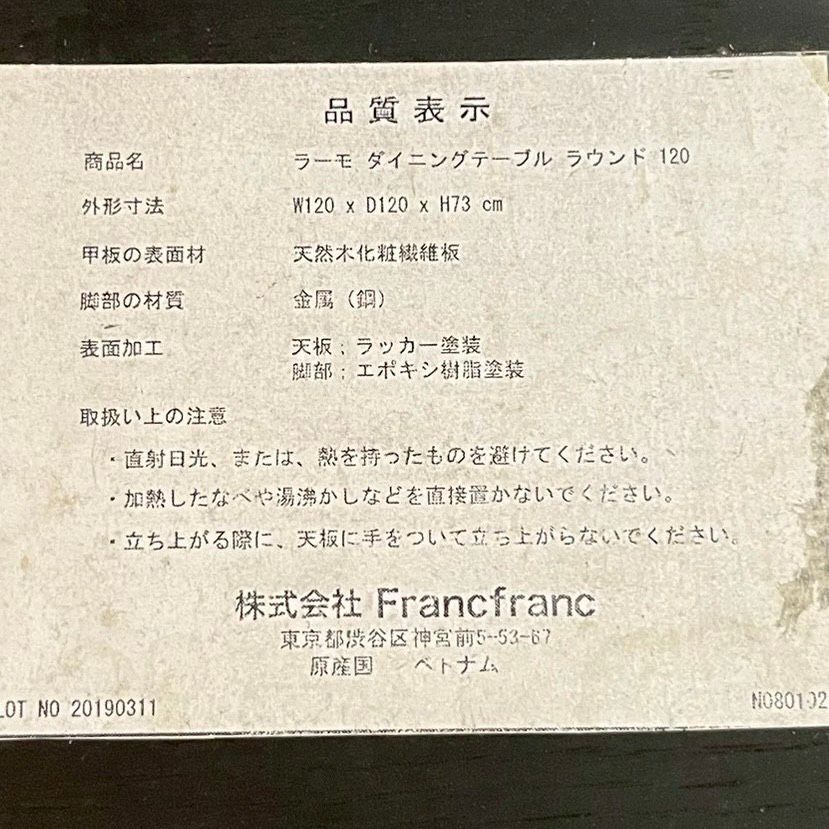 品質表示
商品名 ラーモ ダイニングテーブル ラウンド 120
外形寸法 W120 x D120 x H73 cm
甲板の表面材 天然木化粧繊維板
脚部の材質 金属（鋼）
表面加工 天板；ラッカー塗装
脚部；エポキシ樹脂塗装
取扱い上の注意
・直射日光、または、熱を持ったものを避けてください。
・加熱したなべや湯沸かしなどを直接置かないでください。
・立ち上がる際に、天板に手をついて立ち上がらないでください。
株式会社 Francfranc
東京都渋谷区神宮前5-53-67
原産国 ベトナム
LOT NO 20190311 N080102